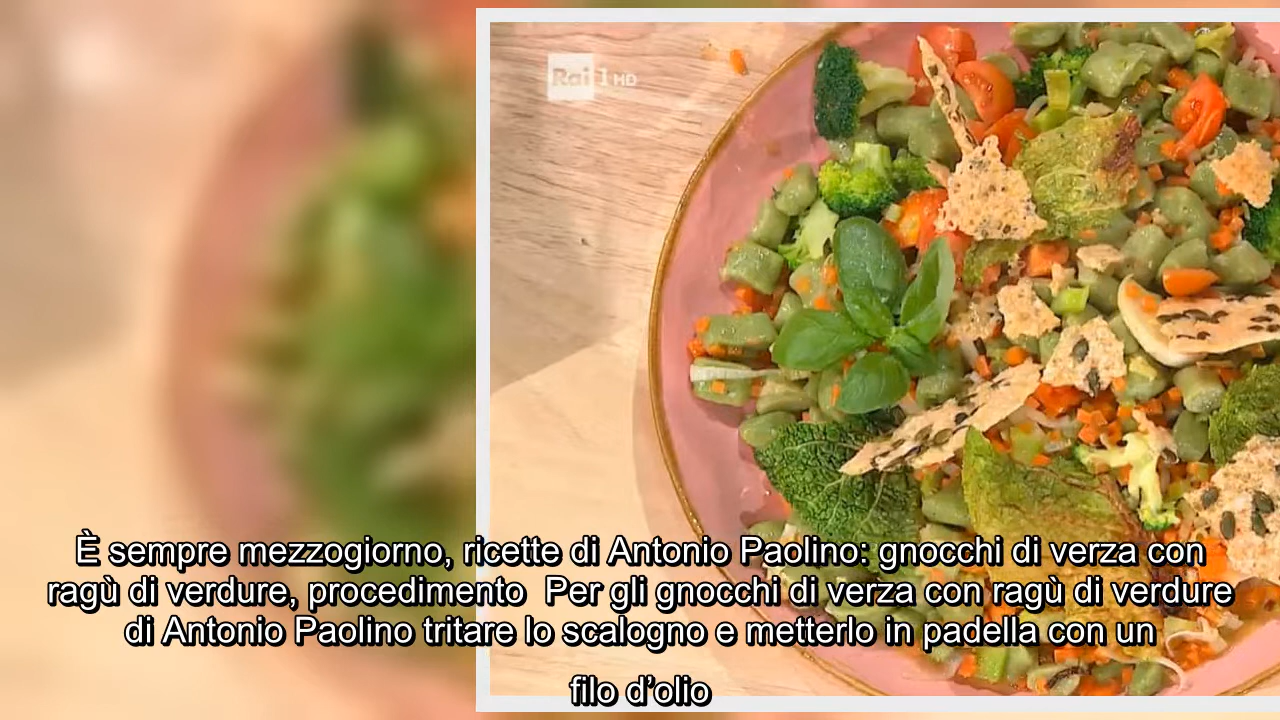 Rai 1 HD
È sempre mezzogiorno, ricette di Antonio Paolino: gnocchi di verza con
ragù di verdure, procedimento  Per gli gnocchi di verza con ragù di verdure
di Antonio Paolino tritare lo scalogno e metterlo in padella con un
filo d’olio